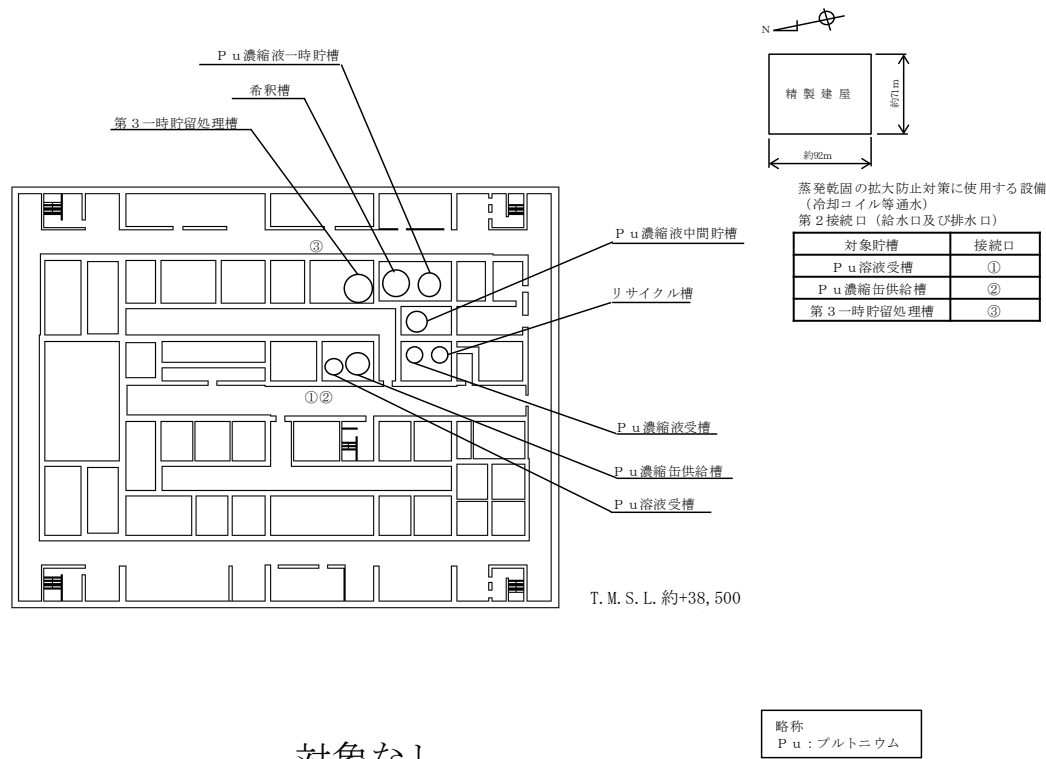 Ｐｕ濃縮液一時貯槽
希釈槽
第３一時貯留処理槽
③
Ｐｕ濃縮液中間貯槽
リサイクル槽
①②
Ｐｕ濃縮液受槽
Ｐｕ濃縮缶供給槽
Ｐｕ溶液受槽
T.M.S.L.約+38,500
N
精製建屋
約71m
約92m
蒸発乾固の拡大防止対策に使用する設備
（冷却コイル等通水）
第２接続口（給水口及び排水口）
対象貯槽 接続口
Ｐｕ溶液受槽 ①
Ｐｕ濃縮缶供給槽 ②
第３一時貯留処理槽 ③
略称
Ｐｕ：プルトニウム
対象なし